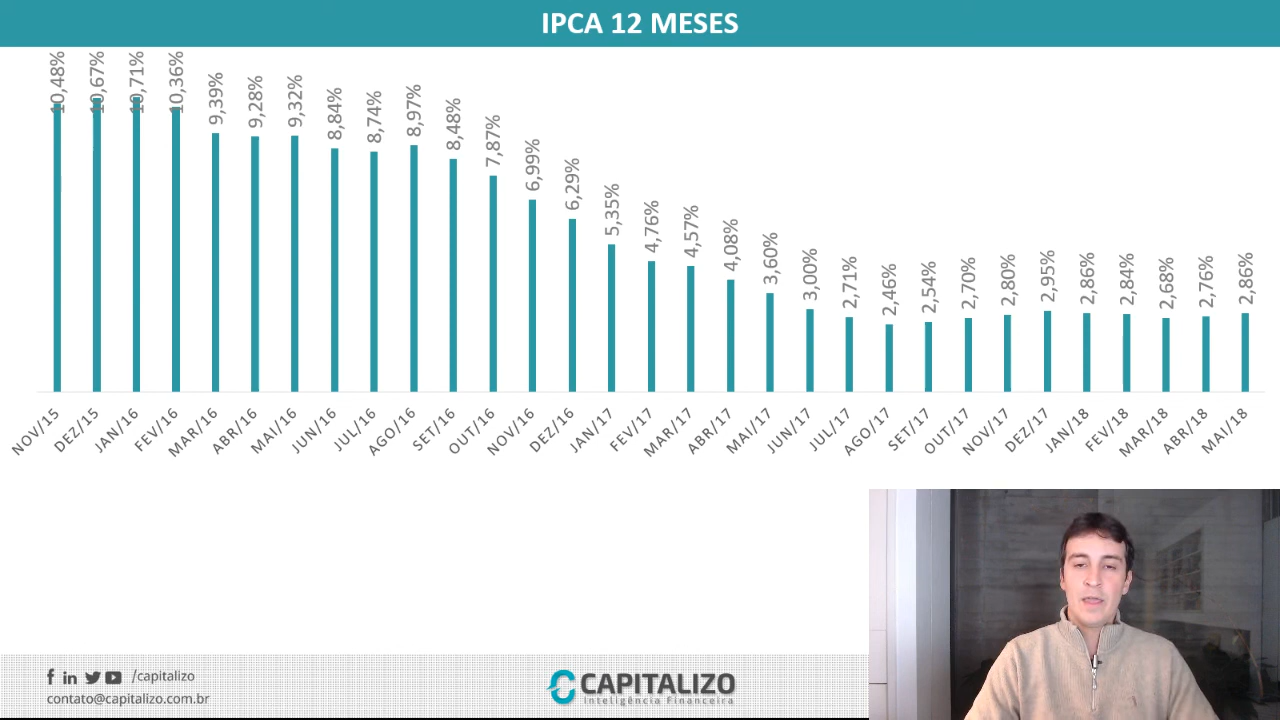 IPCA 12 MESES
10,48% 10,67% 10,71% 10,36% 9,39% 9,28% 9,32% 8,84% 8,74% 8,97% 8,48% 7,87% 6,99% 6,29% 5,35% 4,76% 4,57% 4,08% 3,60% 3,00% 2,71% 2,46% 2,54% 2,70% 2,80% 2,95% 2,86% 2,84% 2,68% 2,76% 2,86%
NOV/15 DEZ/15 JAN/16 FEV/16 MAR/16 ABR/16 MAI/16 JUN/16 JUL/16 AGO/16 SET/16 OUT/16 NOV/16 DEZ/16 JAN/17 FEV/17 MAR/17 ABR/17 MAI/17 JUN/17 JUL/17 AGO/17 SET/17 OUT/17 NOV/17 DEZ/17 JAN/18 FEV/18 MAR/18 ABR/18 MAI/18
/capitalizo
contato@capitalizo.com.br
CAPITALIZO
Inteligência Financeira